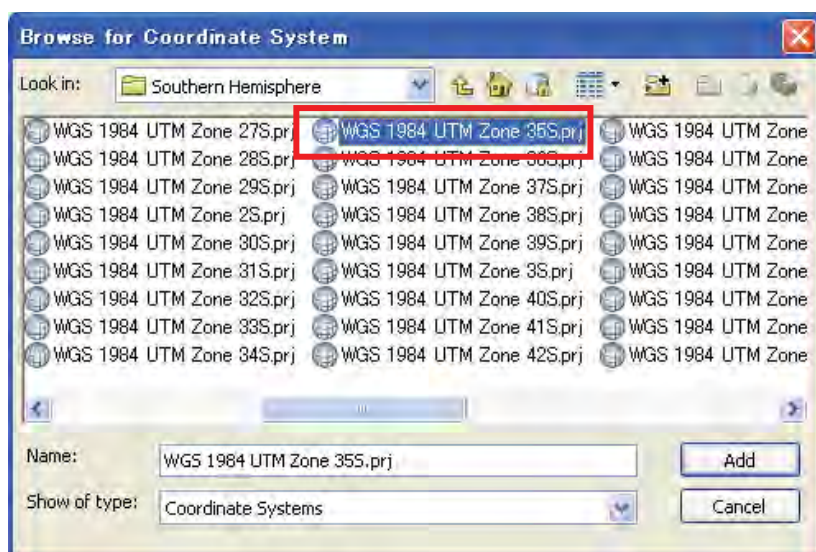 Browse for Coordinate System
Look in: Southern Hemisphere
WGS 1984 UTM Zone 27S.prj WGS 1984 UTM Zone 35S.prj WGS 1984 UTM Zone
WGS 1984 UTM Zone 28S.prj WGS 1984 UTM Zone 36S.prj WGS 1984 UTM Zone
WGS 1984 UTM Zone 29S.prj WGS 1984 UTM Zone 37S.prj WGS 1984 UTM Zone
WGS 1984 UTM Zone 2S.prj WGS 1984 UTM Zone 38S.prj WGS 1984 UTM Zone
WGS 1984 UTM Zone 30S.prj WGS 1984 UTM Zone 39S.prj WGS 1984 UTM Zone
WGS 1984 UTM Zone 31S.prj WGS 1984 UTM Zone 3S.prj WGS 1984 UTM Zone
WGS 1984 UTM Zone 32S.prj WGS 1984 UTM Zone 40S.prj WGS 1984 UTM Zone
WGS 1984 UTM Zone 33S.prj WGS 1984 UTM Zone 41S.prj WGS 1984 UTM Zone
WGS 1984 UTM Zone 34S.prj WGS 1984 UTM Zone 42S.prj WGS 1984 UTM Zone
Name: WGS 1984 UTM Zone 35S.prj Add
Show of type: Coordinate Systems Cancel